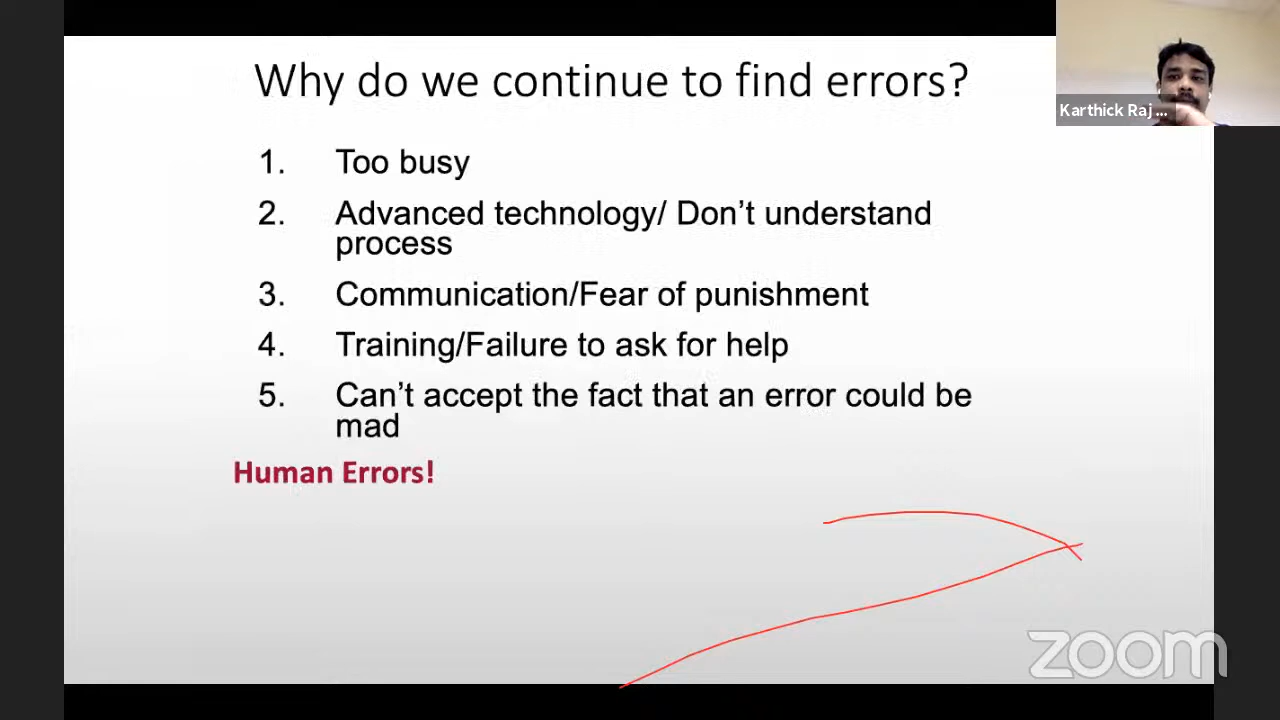 Why do we continue to find errors?
Karthick Raj ...
1. Too busy
2. Advanced technology/ Don't understand
process
3. Communication/Fear of punishment
4. Training/Failure to ask for help
5. Can't accept the fact that an error could be
mad
Human Errors!
zoom